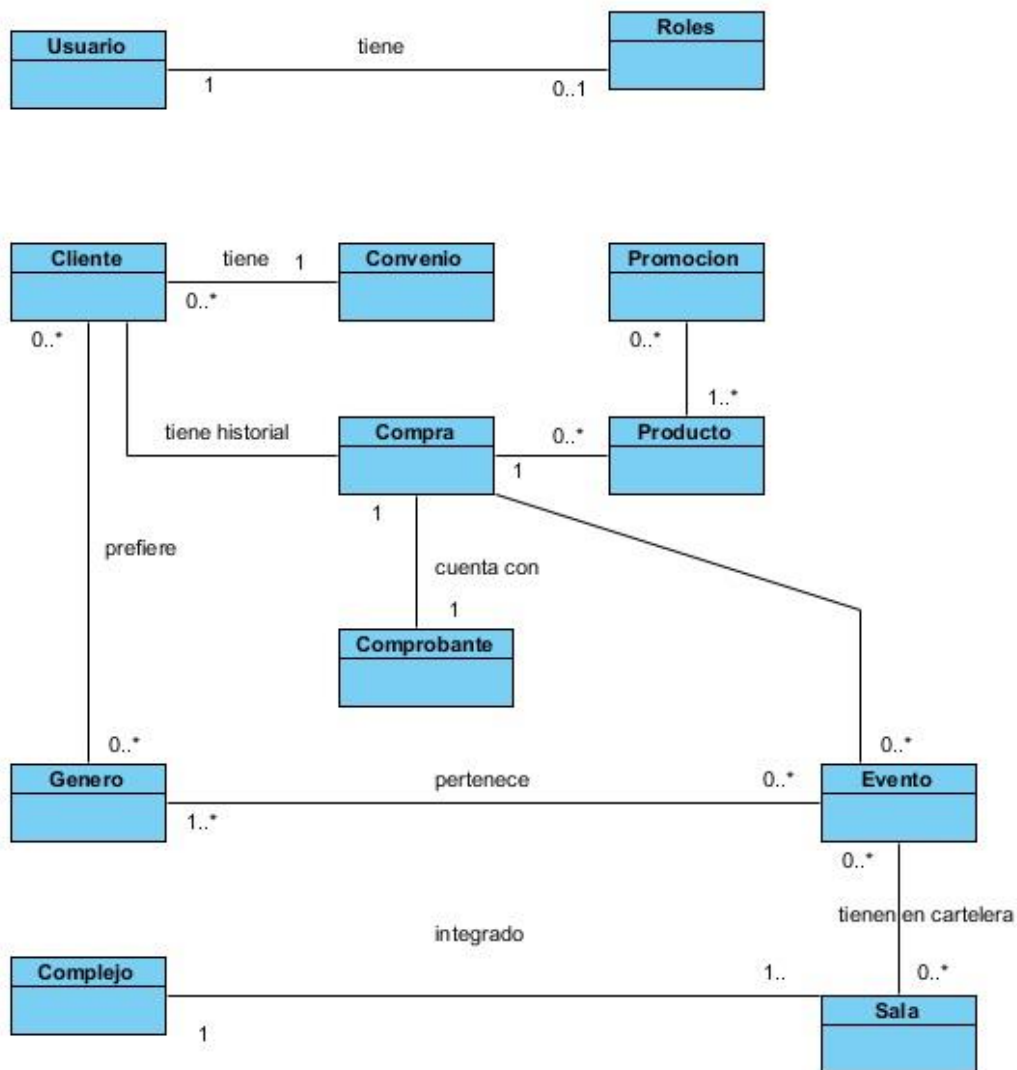 Usuario
tiene
Roles
1
0..1
Cliente
tiene
1
Convenio
Promocion
0..*
0..*
0..*
1..*
tiene historial
Compra
0..*
Producto
1
1
prefiere
cuenta con
1
Comprobante
0..*
0..*
Genero
pertenece
0..*
Evento
1..*
0..*
tienen en cartelera
integrado
Complejo
1..
0..*
Sala
1